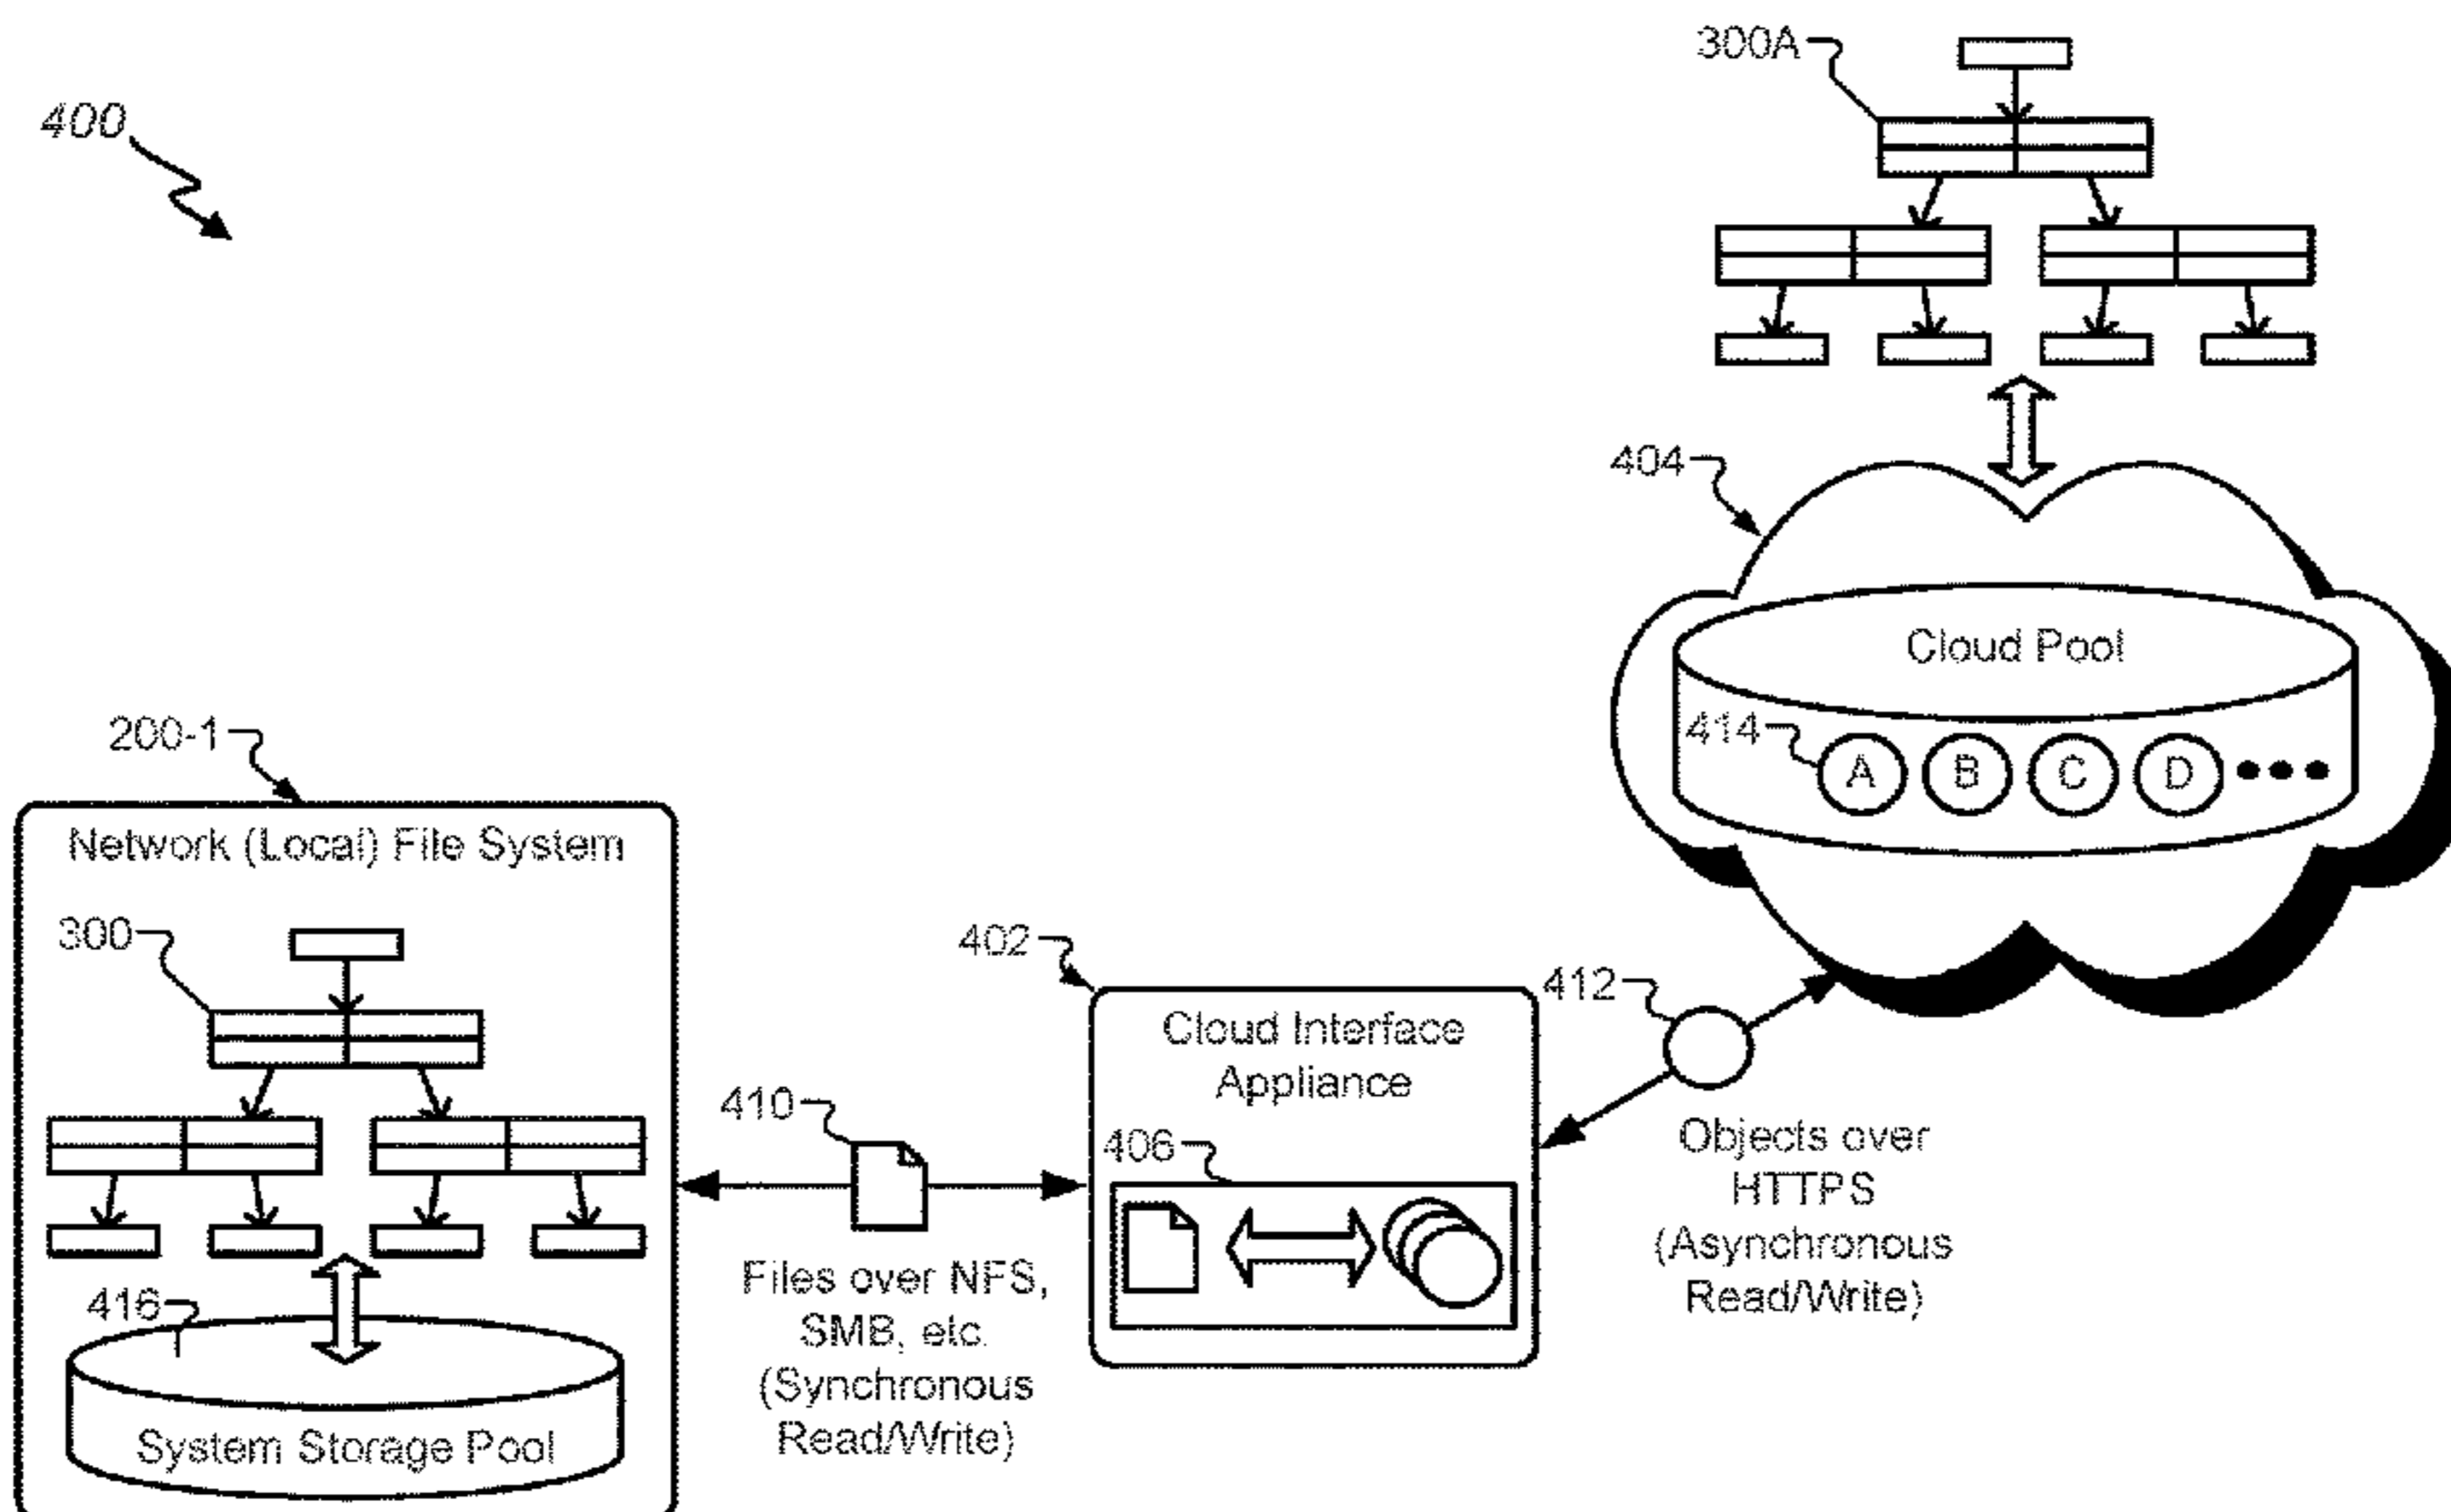 300A
400
404
Cloud Pool
414
A B C D
200-1
Network (Local) File System
300
402
412
Cloud Interface
Appliance
410
406
Objects over
HTTPS
(Asynchronous
Read/Write)
Files over NFS,
SMB, etc.
(Synchronous
Read/Write)
416
System Storage Pool